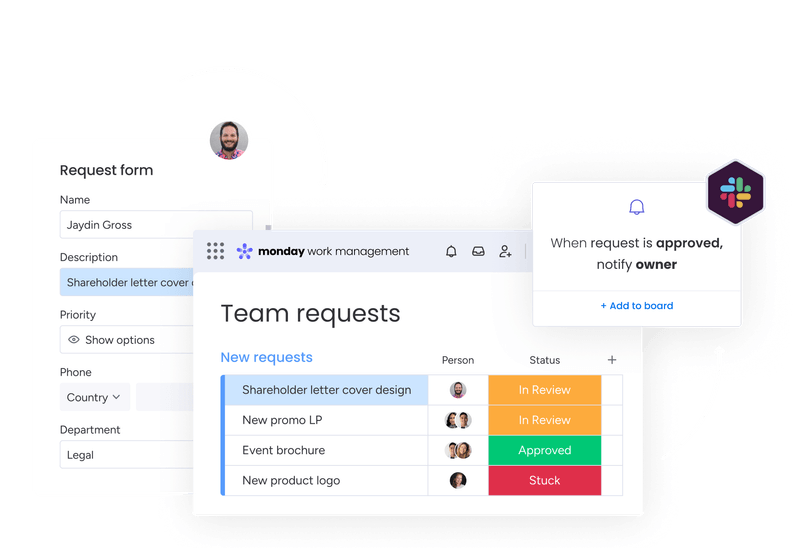 Request form
Name
Jaydin Gross
Description
Shareholder letter cover
Priority
Show options
Phone
Country
Department
Legal
monday work management
Team requests
New requests Person Status +
Shareholder letter cover design In Review
New promo LP In Review
Event brochure Approved
New product logo Stuck
When request is approved,
notify owner
+ Add to board